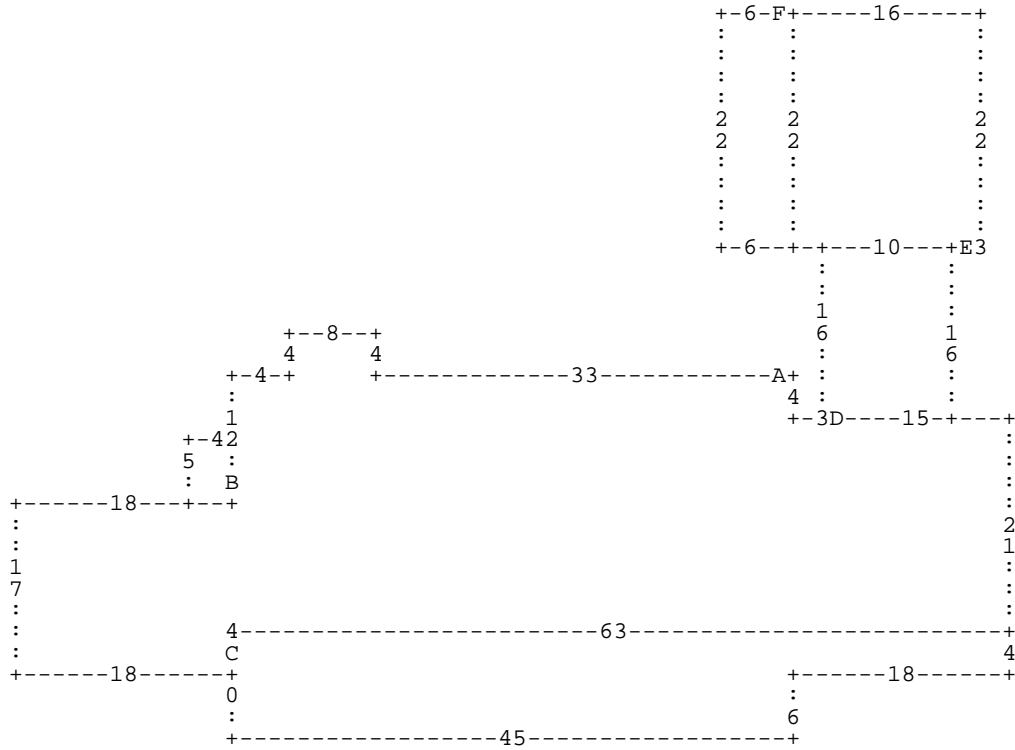 +-6-F+-----16-----+
: : :
: : :
: : :
: : :
2 2 2
2 2 2
: : :
: : :
: : :
: : :
+-6--+-+---10---+E3
: :
: :
1 :
+--8--+ 6 1
4 4 : 6
+-4-+ +-------------33------------A+ : :
: 4 : :
1 +-3D----15-+---+
+-42 :
5 : :
: B :
+------18---+--+ :
: 2
: 1
1 :
7 :
: :
: 4-------------------------63---------------------------+
: C 4
+------18------+ +------18------+
0 :
: 6
+------------------45------------------+